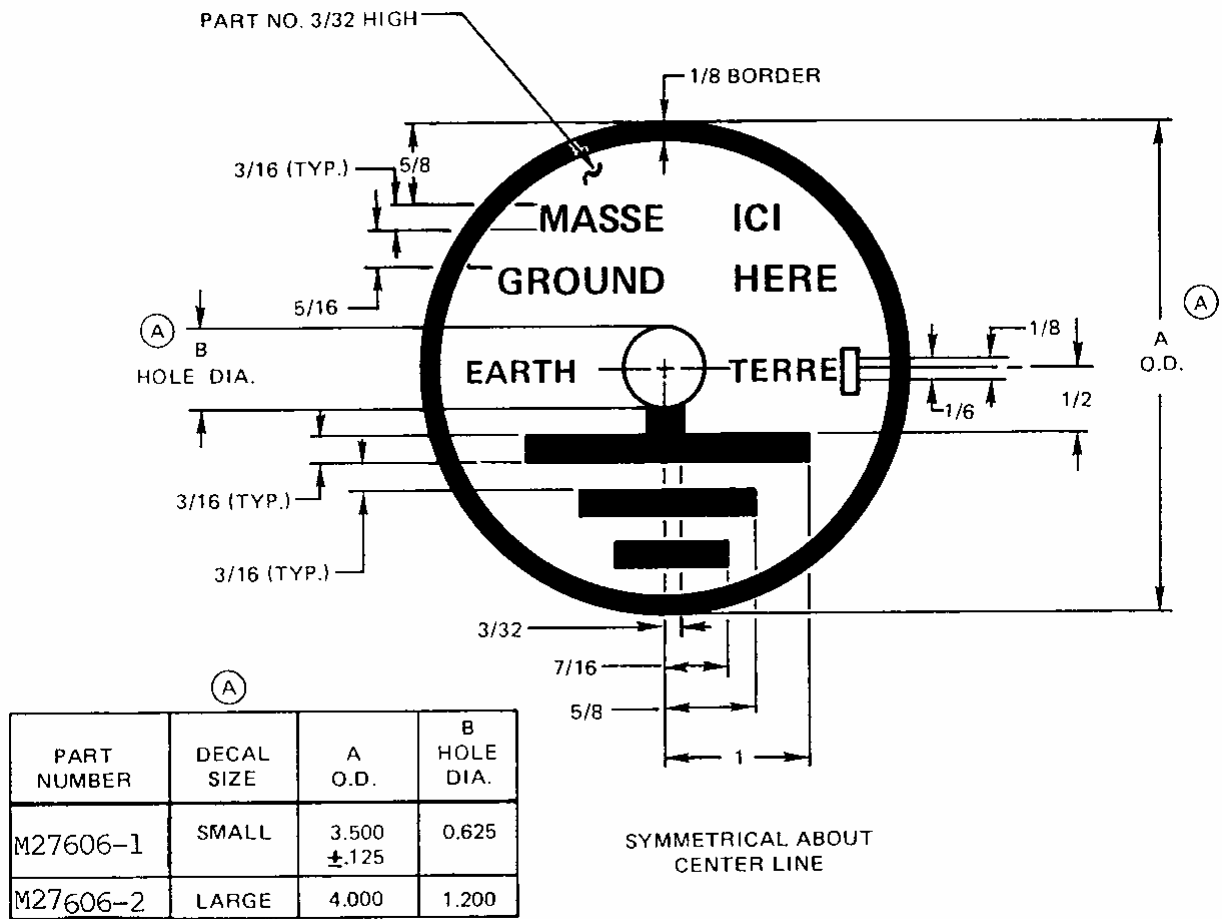 PART NO. 3/32 HIGH
1/8 BORDER
3/16 (TYP.)
5/8
MASSE ICI
GROUND HERE
5/16
A
B
HOLE DIA.
EARTH TERRE
1/8
1/6
1/2
A
O.D.
A
3/16 (TYP.)
3/16 (TYP.)
3/32
7/16
5/8
1
A
PART NUMBER DECAL SIZE A O.D. B HOLE DIA.
M27606-1 SMALL 3.500 ±.125 0.625
M27606-2 LARGE 4.000 1.200
SYMMETRICAL ABOUT
CENTER LINE